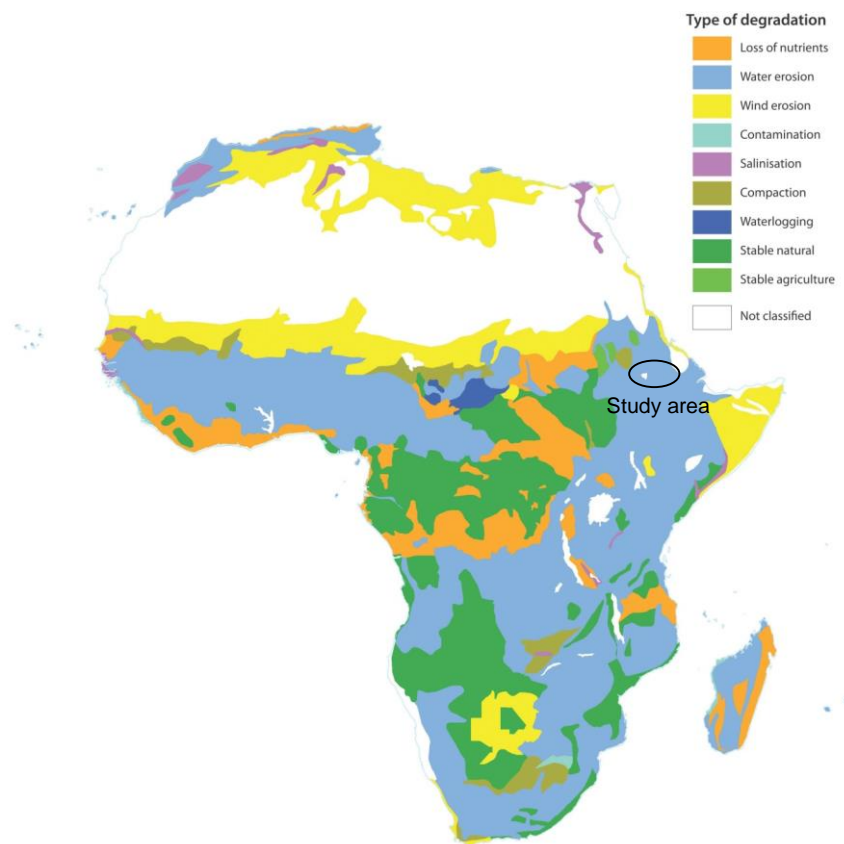 Type of degradation
Loss of nutrients
Water erosion
Wind erosion
Contamination
Salinisation
Compaction
Waterlogging
Stable natural
Stable agriculture
Not classified
Study area